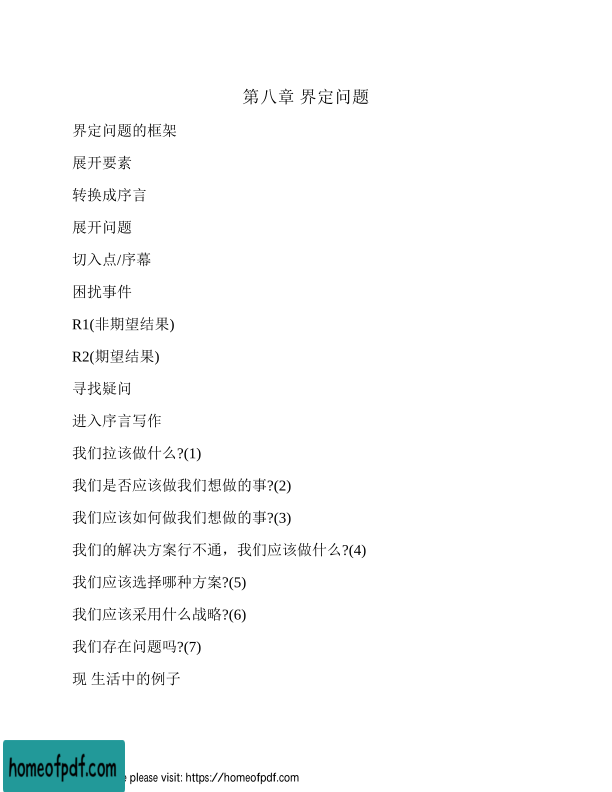 第八章 界定问题
界定问题的框架
展开要素
转换成序言
展开问题
切入点/序幕
困扰事件
R1(非期望结果)
R2(期望结果)
寻找疑问
进入序言写作
我们拉该做什么?(1)
我们是否应该做我们想做的事?(2)
我们应该如何做我们想做的事?(3)
我们的解决方案行不通，我们应该做什么?(4)
我们应该选择哪种方案?(5)
我们应该采用什么战略?(6)
我们存在问题吗?(7)
现 生活中的例子
homeofpdf.com
please visit: https://homeofpdf.com